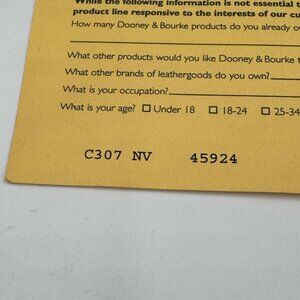 While the following information is not essential t
product line responsive to the interests of our cu
How many Dooney & Bourke products do you already o
What other products would you like Dooney & Bourke t
What other brands of leathergoods do you own?
What is your occupation?
What is your age? ☐ Under 18 ☐ 18-24 ☐ 25-34
C307 NV 45924